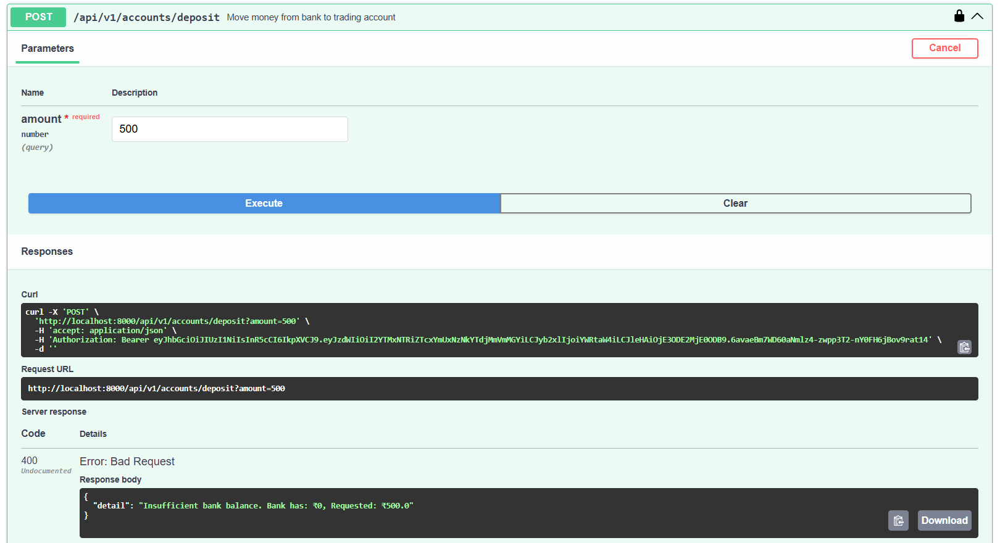 POST /api/v1/accounts/deposit Move money from bank to trading account
Parameters
Cancel
Name Description
amount * required
number
(query)
500
Execute
Clear
Responses
Curl
curl -X 'POST' \
'http://localhost:8000/api/v1/accounts/deposit?amount=500' \
-H 'accept: application/json' \
-H 'Authorization: Bearer eyJhbGciOiJIUzI1NiIsInR5cCI6IkpXVCJ9.eyJzdWIiOiI2YTMxNTRiZTcxYmUxNzNkYTdjMmVmMGYiLCJyb2xlIjoiYWRtaW4iLCJleHAiOjE3ODE2MjE0ODB9.6avaeBm7WD60aNmlz4-zwpp3T2-nY0FH6jBov9rat14' \
-d ''
Request URL
http://localhost:8000/api/v1/accounts/deposit?amount=500
Server response
Code Details
400
Undocumented
Error: Bad Request
Response body
{
"detail": "Insufficient bank balance. Bank has: ₹0, Requested: ₹500.0"
}
Download